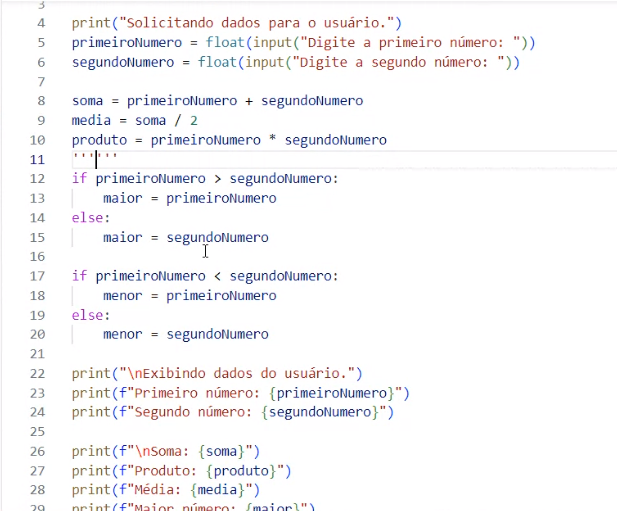 3
4 print("Solicitando dados para o usuário.")
5 primeiroNumero = float(input("Digite a primeiro número: "))
6 segundoNumero = float(input("Digite a segundo número: "))
7
8 soma = primeiroNumero + segundoNumero
9 media = soma / 2
10 produto = primeiroNumero * segundoNumero
11 ''''''
12 if primeiroNumero > segundoNumero:
13     maior = primeiroNumero
14 else:
15     maior = segundoNumero
16
17 if primeiroNumero < segundoNumero:
18     menor = primeiroNumero
19 else:
20     menor = segundoNumero
21
22 print("\nExibindo dados do usuário.")
23 print(f"Primeiro número: {primeiroNumero}")
24 print(f"Segundo número: {segundoNumero}")
25
26 print(f"\nSoma: {soma}")
27 print(f"Produto: {produto}")
28 print(f"Média: {media}")
29 print(f"Maior número: {maior}")